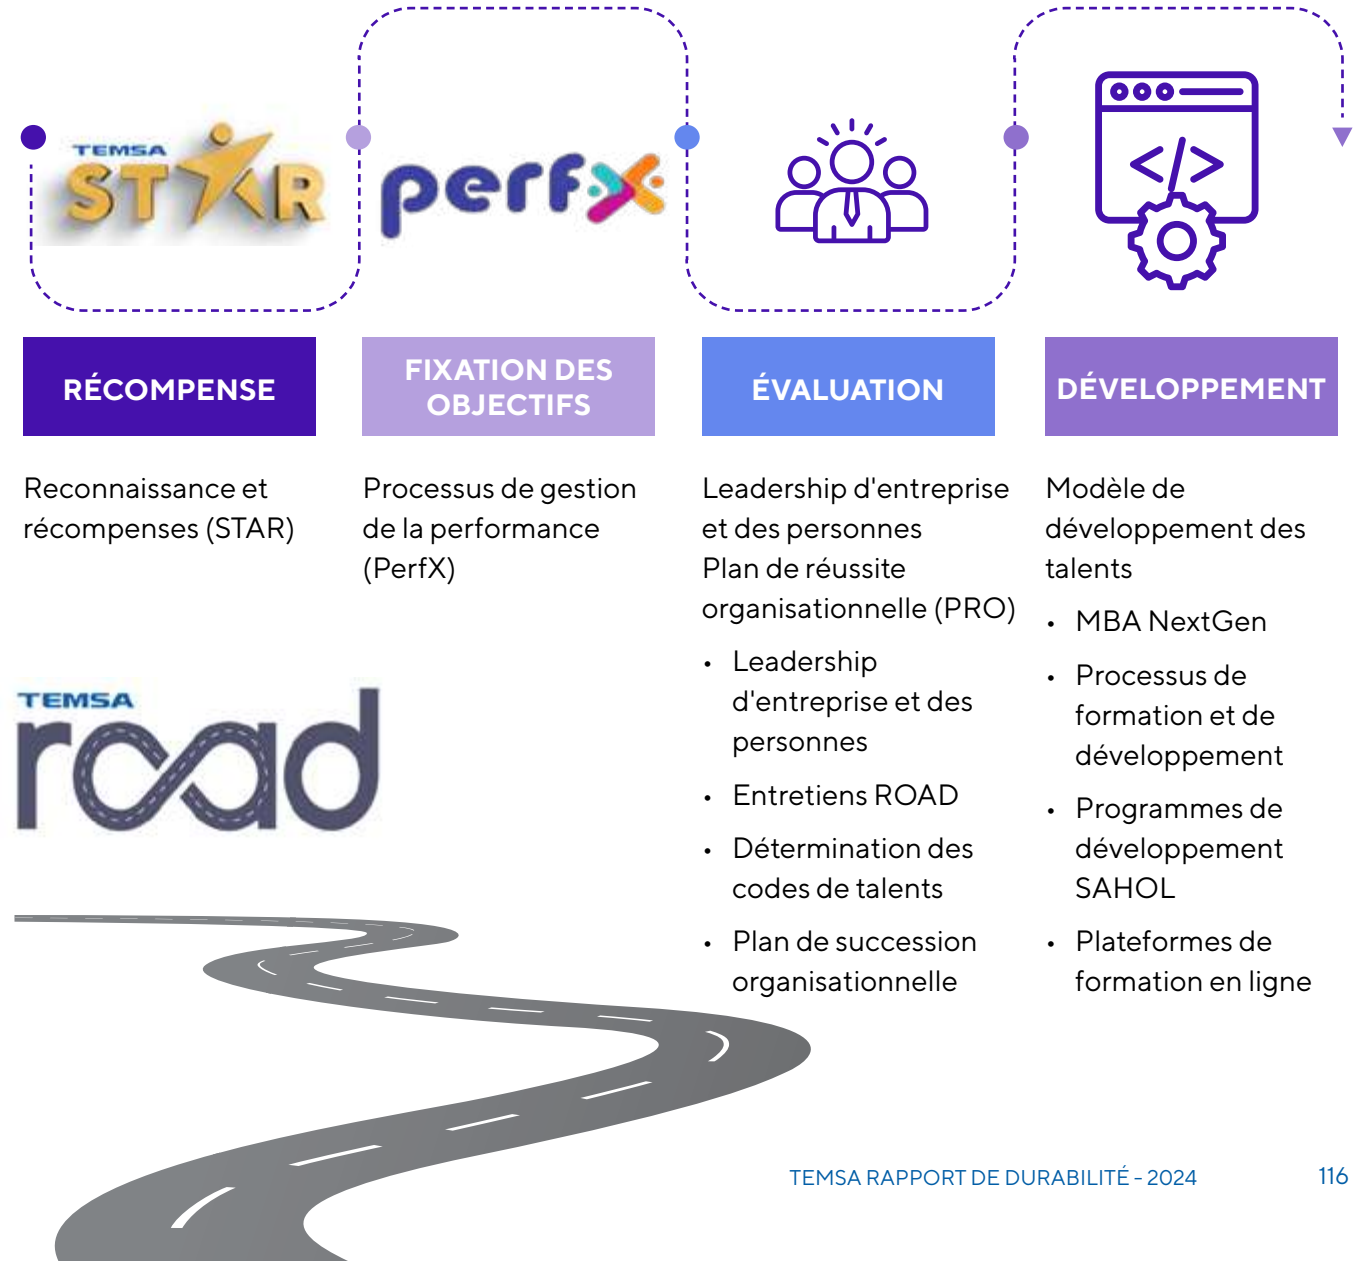 TEMSA
STAR
perfx
RÉCOMPENSE
Reconnaissance et
récompenses (STAR)
FIXATION DES
OBJECTIFS
Processus de gestion
de la performance
(PerfX)
ÉVALUATION
Leadership d'entreprise
et des personnes
Plan de réussite
organisationnelle (PRO)
• Leadership
d'entreprise et des
personnes
• Entretiens ROAD
• Détermination des
codes de talents
• Plan de succession
organisationnelle
</>
DÉVELOPPEMENT
Modèle de
développement des
talents
• MBA NextGen
• Processus de
formation et de
développement
• Programmes de
développement
SAHOL
• Plateformes de
formation en ligne
TEMSA
road
TEMSA RAPPORT DE DURABILITÉ - 2024
116